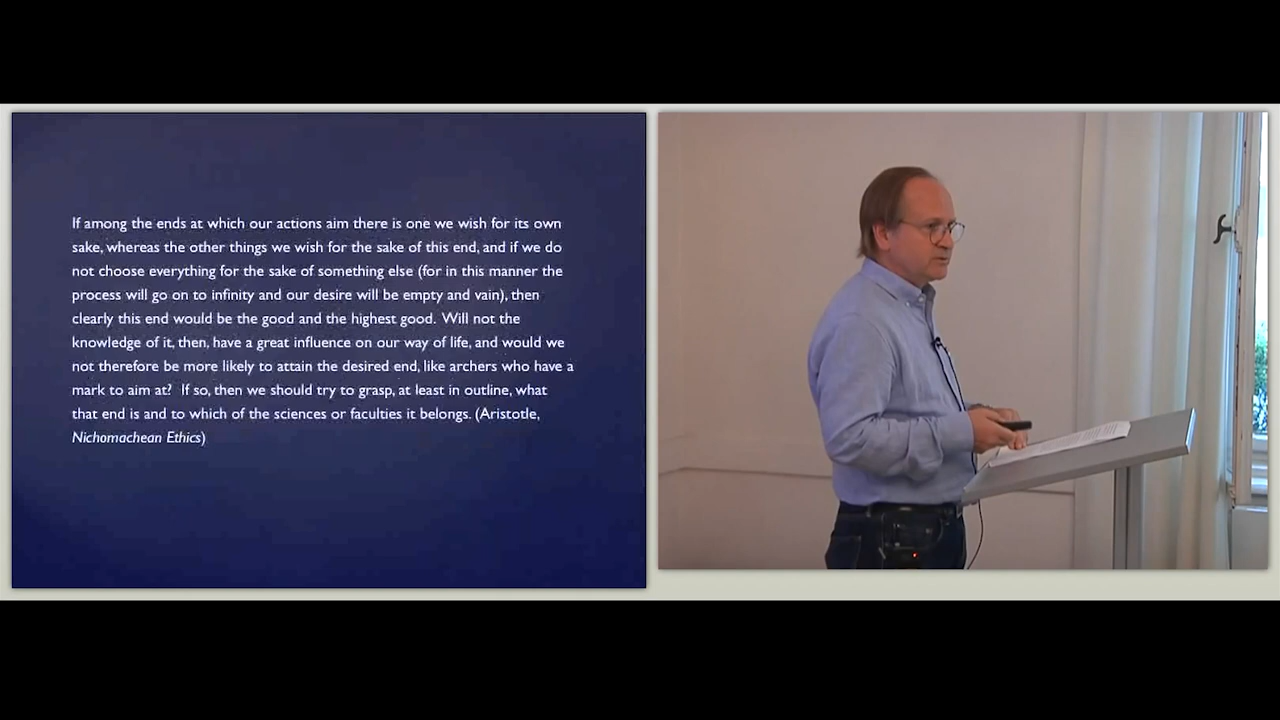 If among the ends at which our actions aim there is one we wish for its own
sake, whereas the other things we wish for the sake of this end, and if we do
not choose everything for the sake of something else (for in this manner the
process will go on to infinity and our desire will be empty and vain), then
clearly this end would be the good and the highest good. Will not the
knowledge of it, then, have a great influence on our way of life, and would we
not therefore be more likely to attain the desired end, like archers who have a
mark to aim at? If so, then we should try to grasp, at least in outline, what
that end is and to which of the sciences or faculties it belongs. (Aristotle,
Nichomachean Ethics)